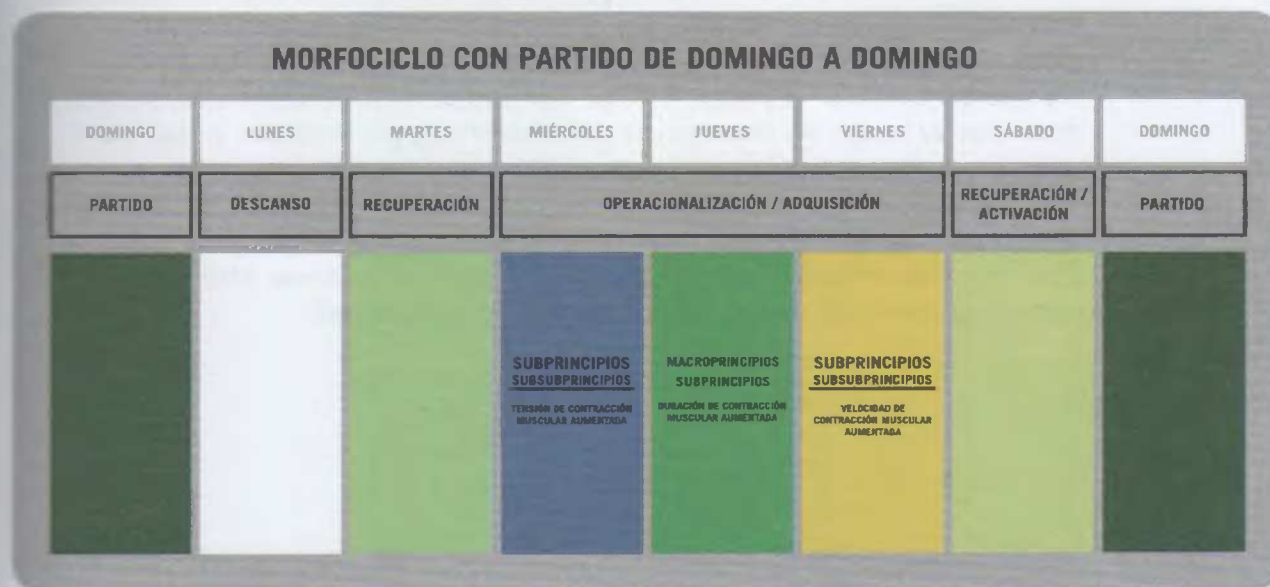 MORFOCICLO CON PARTIDO DE DOMINGO A DOMINGO
DOMINGO
LUNES
MARTES
MIÉRCOLES
JUEVES
VIERNES
SÁBADO
DOMINGO
PARTIDO
DESCANSO
RECUPERACIÓN
OPERACIONALIZACIÓN / ADQUISICIÓN
RECUPERACIÓN /
ACTIVACIÓN
PARTIDO
SUBPRINCIPIOS
SUBSUBPRINCIPIOS
TENSIÓN DE CONTRACCIÓN
MUSCULAR AUMENTADA
MACROPRINCIPIOS
SUBPRINCIPIOS
DURACIÓN DE CONTRACCIÓN
MUSCULAR AUMENTADA
SUBPRINCIPIOS
SUBSUBPRINCIPIOS
VELOCIDAD DE
CONTRACCIÓN MUSCULAR
AUMENTADA